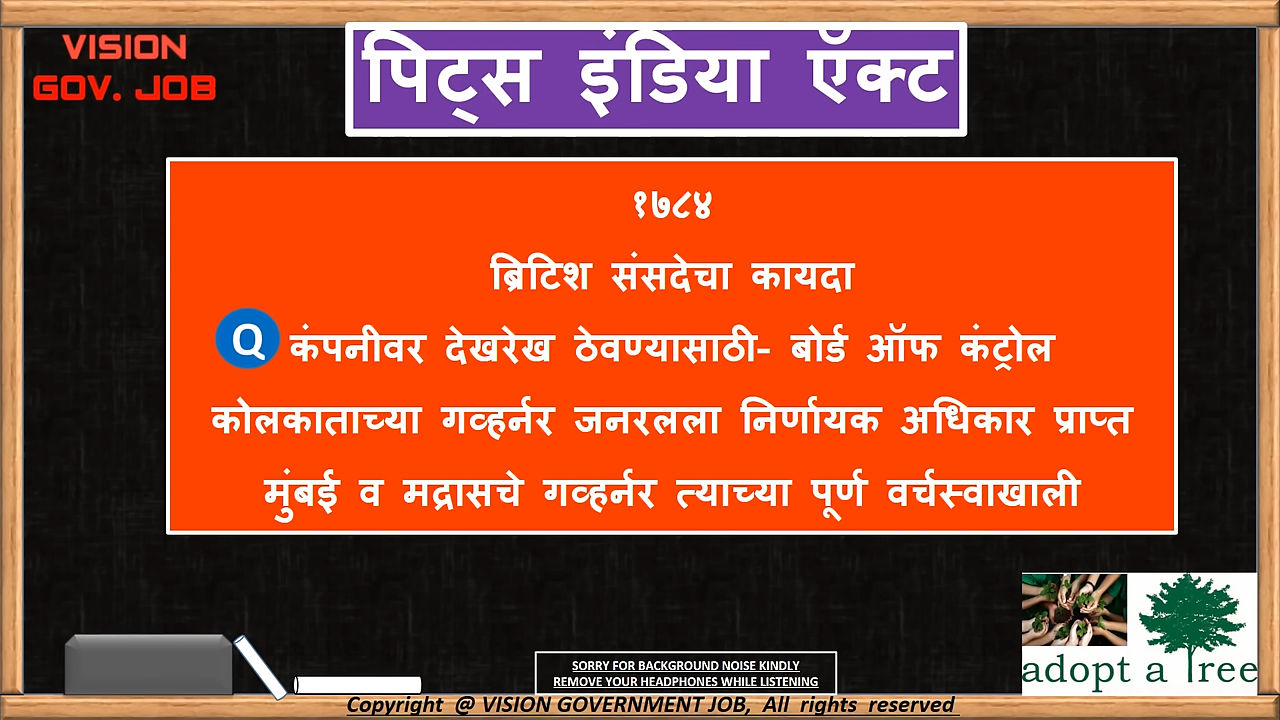 VISION
GOV. JOB
पिट्स इंडिया ऍक्ट
१७८४
ब्रिटिश संसदेचा कायदा
Q कंपनीवर देखरेख ठेवण्यासाठी- बोर्ड ऑफ कंट्रोल
कोलकाताच्या गव्हर्नर जनरलला निर्णायक अधिकार प्राप्त
मुंबई व मद्रासचे गव्हर्नर त्याच्या पूर्ण वर्चस्वाखाली
adopt a Tree
SORRY FOR BACKGROUND NOISE KINDLY
REMOVE YOUR HEADPHONES WHILE LISTENING
Copyright @ VISION GOVERNMENT JOB, All rights reserved